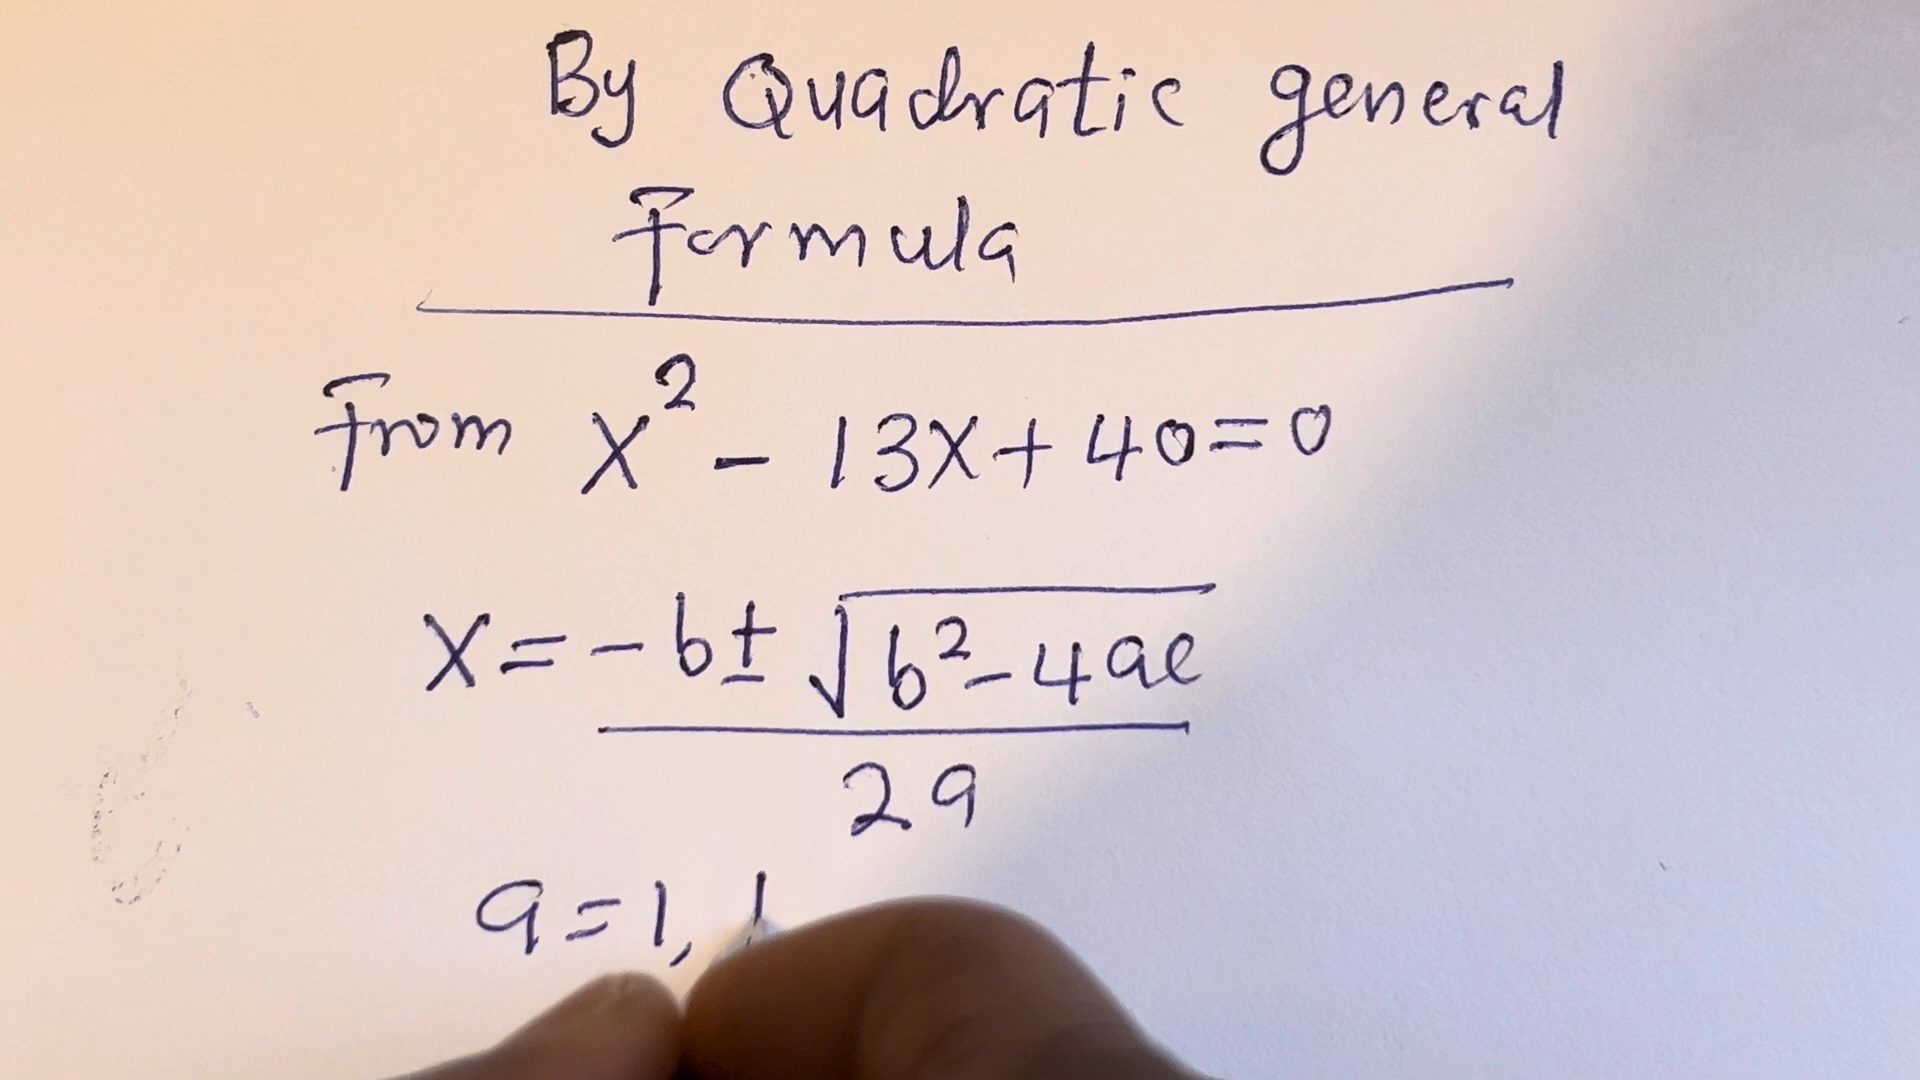 By Quadratic general
Formula
From x² - 13x + 40 = 0
x = -b ± √b² - 4ac
2a
a = 1,